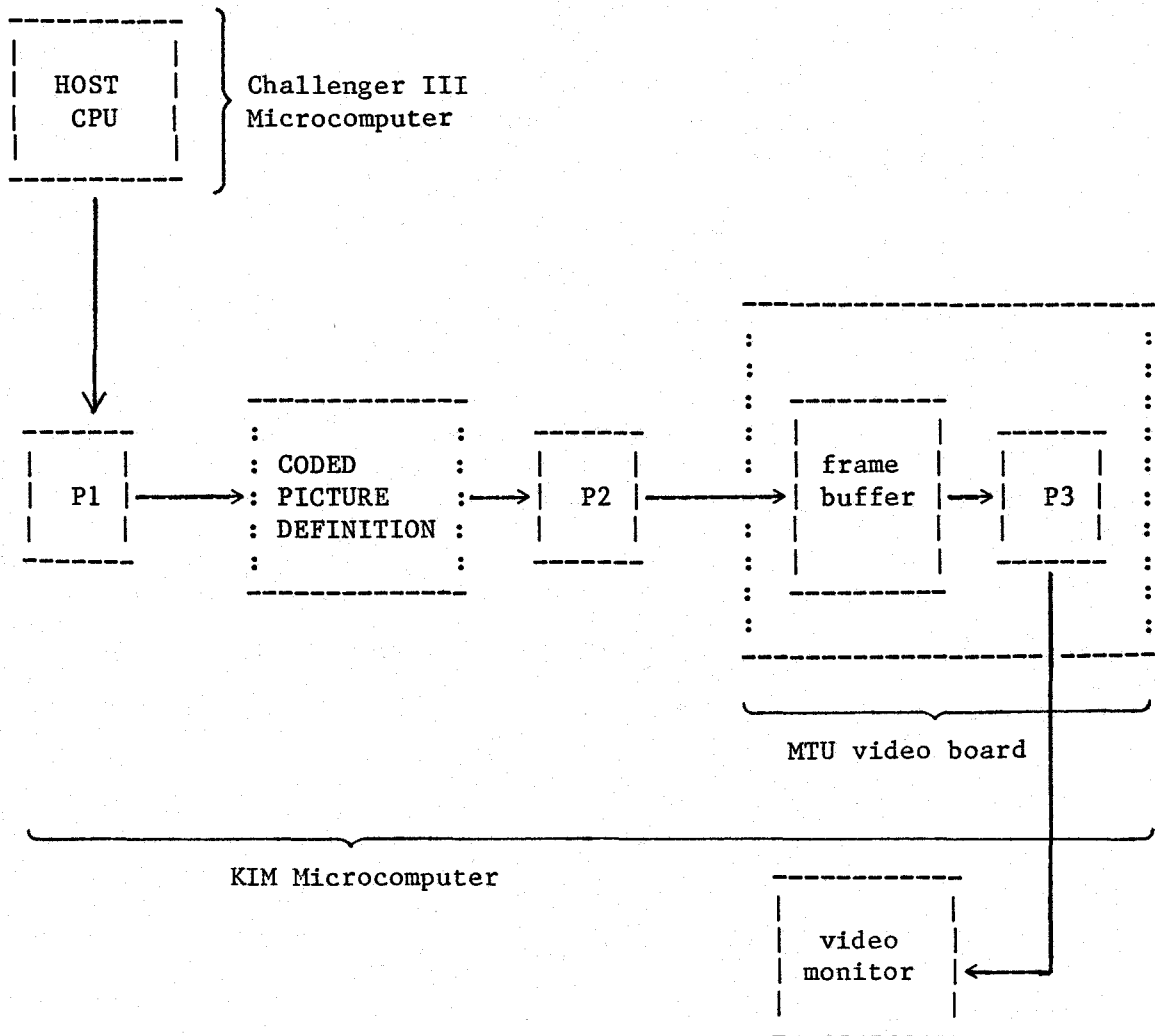 HOST
CPU
Challenger III
Microcomputer
P1
CODED
PICTURE
DEFINITION
P2
frame
buffer
P3
MTU video board
KIM Microcomputer
video
monitor